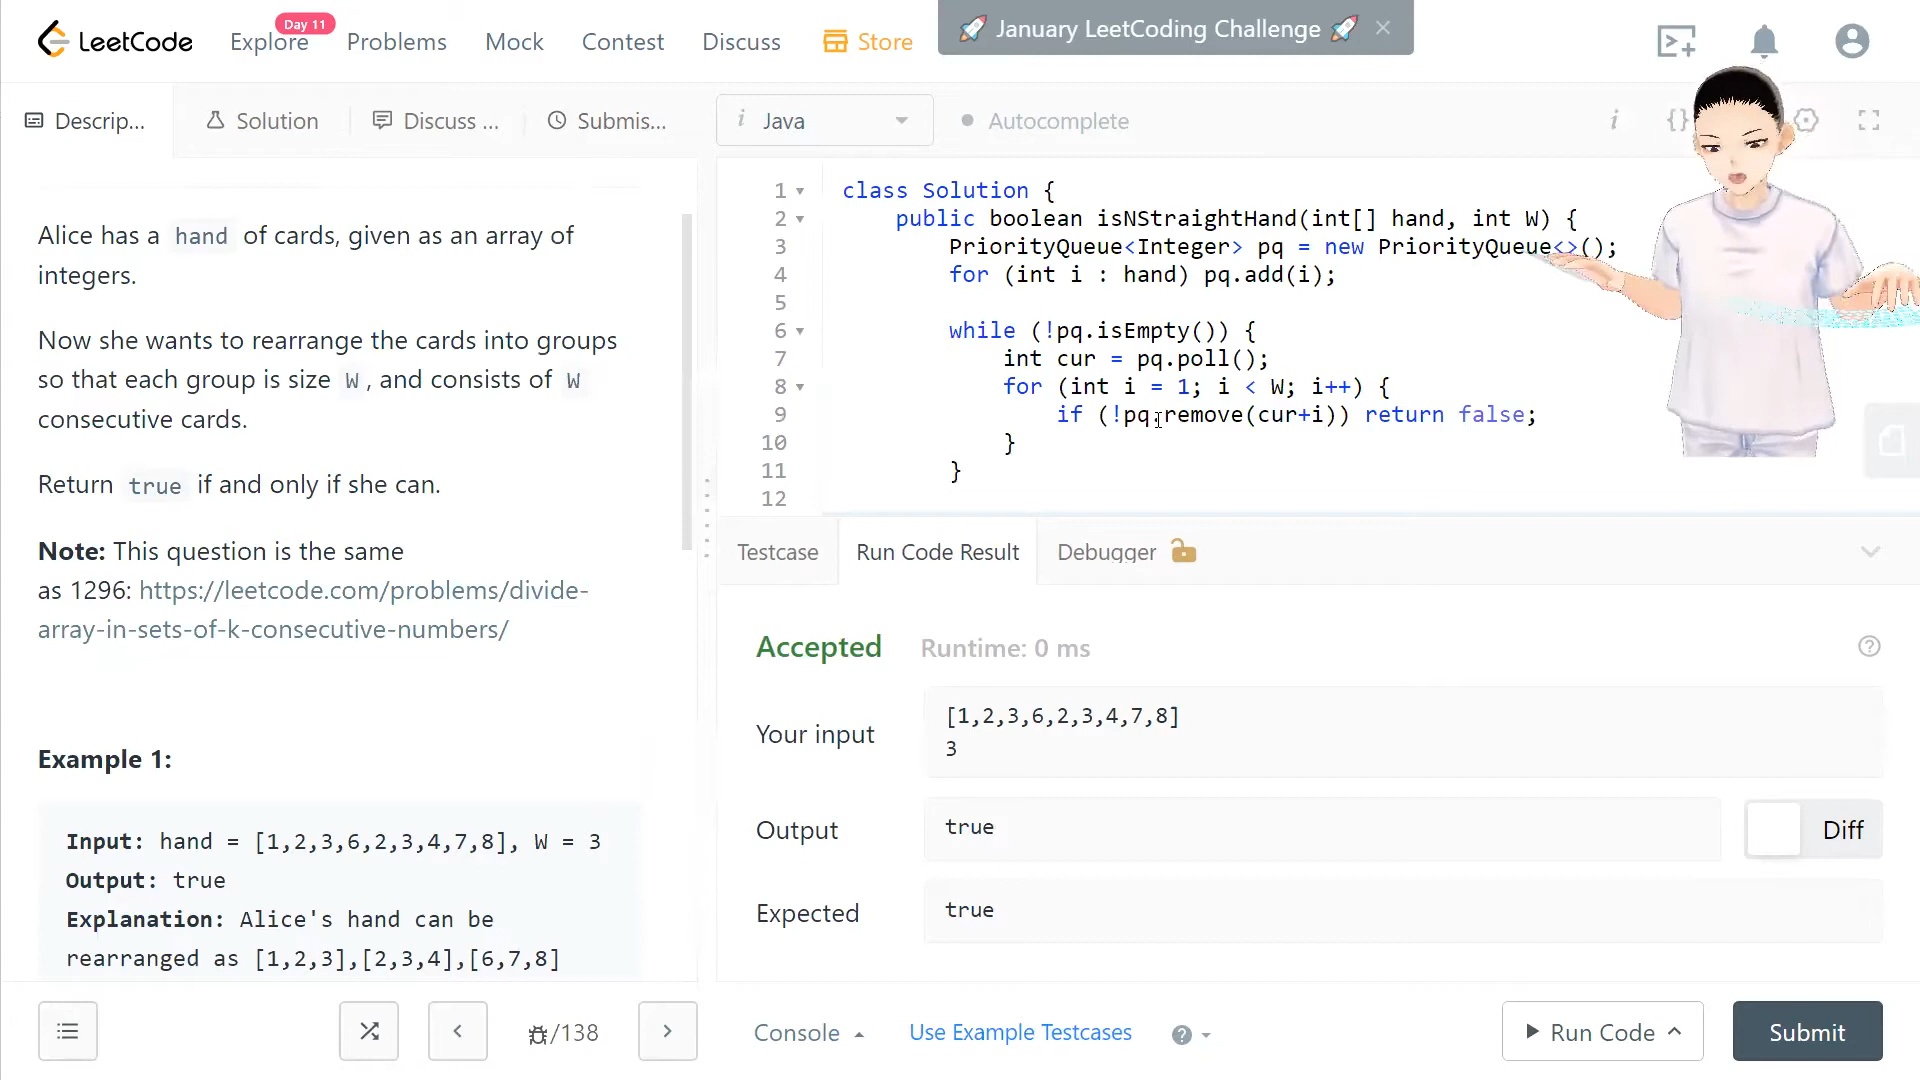 LeetCode
Explore
Day 11
Problems
Mock
Contest
Discuss
Store
🚀 January LeetCoding Challenge 🚀 ×
Descrip...
Solution
Discuss ...
Submis...
i Java
Autocomplete
i {}
Alice has a hand of cards, given as an array of
integers.
Now she wants to rearrange the cards into groups
so that each group is size W, and consists of W
consecutive cards.
Return true if and only if she can.
Note: This question is the same
as 1296: https://leetcode.com/problems/divide-
array-in-sets-of-k-consecutive-numbers/
Example 1:
Input: hand = [1,2,3,6,2,3,4,7,8], W = 3
Output: true
Explanation: Alice's hand can be
rearranged as [1,2,3],[2,3,4],[6,7,8]
1 class Solution {
2 public boolean isNStraightHand(int[] hand, int W) {
3 PriorityQueue<Integer> pq = new PriorityQueue<>();
4 for (int i : hand) pq.add(i);
5
6 while (!pq.isEmpty()) {
7 int cur = pq.poll();
8 for (int i = 1; i < W; i++) {
9 if (!pq.remove(cur+i)) return false;
10 }
11 }
12
Testcase
Run Code Result
Debugger
Accepted
Runtime: 0 ms
Your input
[1,2,3,6,2,3,4,7,8]
3
Output
true
Diff
Expected
true
/138
Console
Use Example Testcases
Run Code
Submit